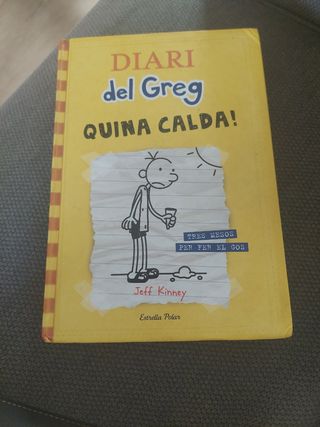 DIARI
del Greg
QUINA CALDA!
TRES MESOS
PER FER EL GOS
Jeff Kinney
Estrella Polar